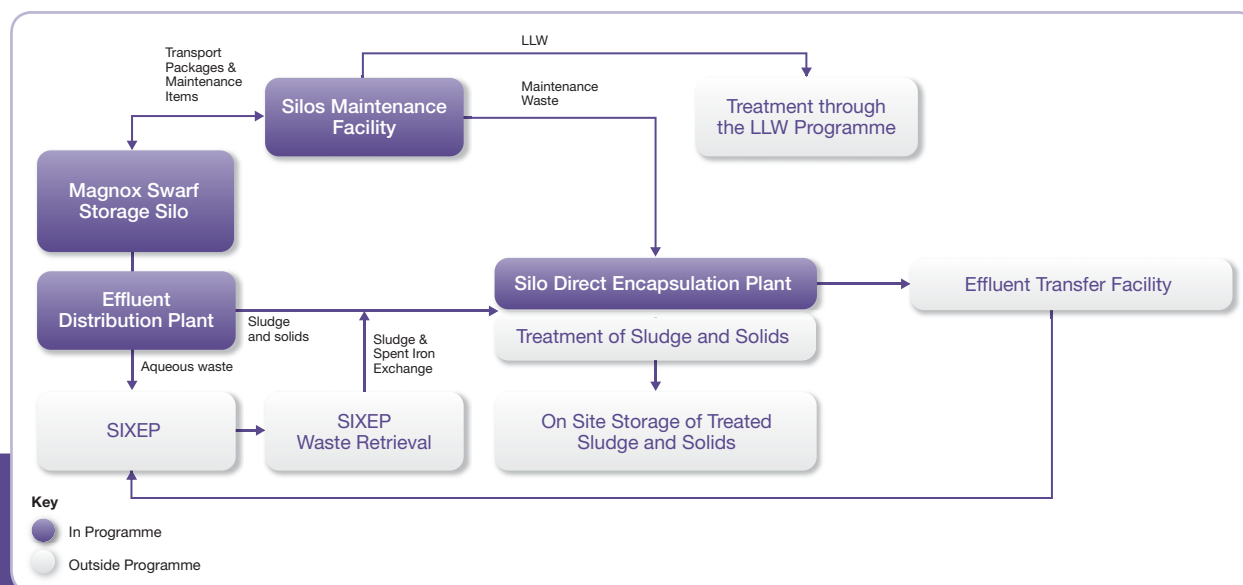 LLW
Transport
Packages &
Maintenance
Items
Silos Maintenance
Facility
Maintenance
Waste
Treatment through
the LLW Programme
Magnox Swarf
Storage Silo
Effluent
Distribution Plant
Sludge
and solids
Silo Direct Encapsulation Plant
Effluent Transfer Facility
Treatment of Sludge and Solids
Sludge &
Spent Iron
Exchange
Aqueous waste
SIXEP
SIXEP
Waste Retrieval
On Site Storage of Treated
Sludge and Solids
Key
In Programme
Outside Programme